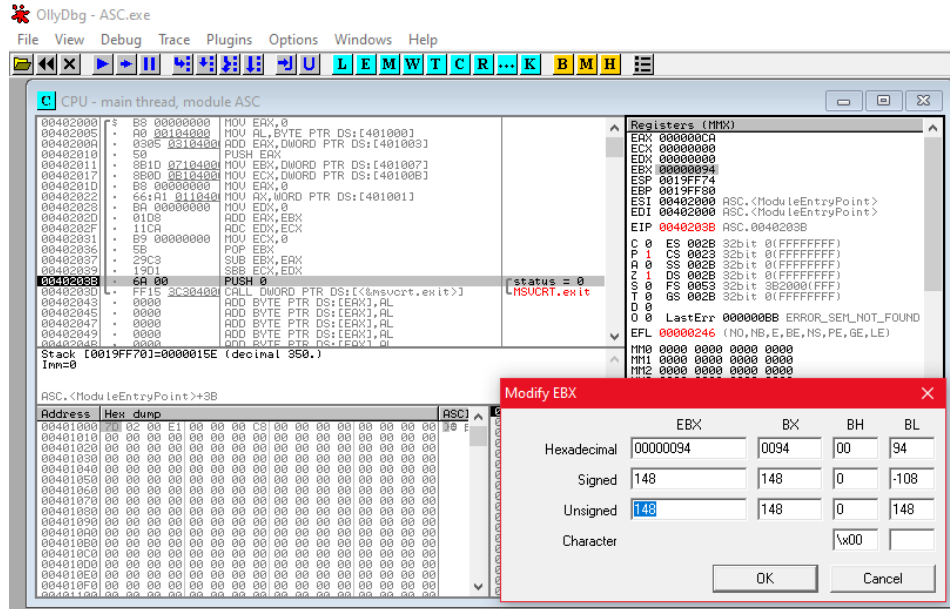 OllyDbg - ASC.exe
File View Debug Trace Plugins Options Windows Help
L E M W T C R ... K B M H
C CPU - main thread, module ASC
00402000 $ B8 00000000 MOV EAX,0
00402005 . A0 00104000 MOV AL,BYTE PTR DS:[401000]
0040200A . 0305 03104000 ADD EAX,DWORD PTR DS:[401003]
00402010 . 50 PUSH EAX
00402011 . 8B1D 07104000 MOV EBX,DWORD PTR DS:[401007]
00402017 . 8B0D 0B104000 MOV ECX,DWORD PTR DS:[40100B]
0040201D . B8 00000000 MOV EAX,0
00402022 . 66:A1 01104000 MOV AX,WORD PTR DS:[401001]
00402028 . BA 00000000 MOV EDX,0
0040202D . 01D8 ADD EAX,EBX
0040202F . 11CA ADC EDX,ECX
00402031 . B9 00000000 MOV ECX,0
00402036 . 5B POP EBX
00402037 . 29C3 SUB EBX,EAX
00402039 . 19D1 SBB ECX,EDX
0040203B . 6A 00 PUSH 0 status = 0
0040203D . FF15 3C304000 CALL DWORD PTR DS:[<&msvcrt.exit>] MSVCRT.exit
00402043 . 0000 ADD BYTE PTR DS:[EAX],AL
00402045 . 0000 ADD BYTE PTR DS:[EAX],AL
00402047 . 0000 ADD BYTE PTR DS:[EAX],AL
00402049 . 0000 ADD BYTE PTR DS:[EAX],AL
0040204B . 0000 ADD BYTE PTR DS:[EAX],AL
Stack [0019FF70]=0000015E (decimal 350.)
Imm=0
ASC.<ModuleEntryPoint>+3B
Registers (MMX)
EAX 000000CA
ECX 00000000
EDX 00000000
EBX 00000094
ESP 0019FF74
EBP 0019FF80
ESI 00402000 ASC.<ModuleEntryPoint>
EDI 00402000 ASC.<ModuleEntryPoint>
EIP 0040203B ASC.0040203B
C 0 ES 002B 32bit 0(FFFFFFFF)
P 1 CS 0023 32bit 0(FFFFFFFF)
A 0 SS 002B 32bit 0(FFFFFFFF)
Z 1 DS 002B 32bit 0(FFFFFFFF)
S 0 FS 0053 32bit 3B2000(FFF)
T 0 GS 002B 32bit 0(FFFFFFFF)
D 0
O 0 LastErr 000000BB ERROR_SEM_NOT_FOUND
EFL 00000246 (NO,NB,E,BE,NS,PE,GE,LE)
MM0 0000 0000 0000 0000
MM1 0000 0000 0000 0000
Address Hex dump ASCI
00401000 7D 02 00 E1 00 00 00 C8 00 00 00 00 00 00 00 00
00401010 00 00 00 00 00 00 00 00 00 00 00 00 00 00 00 00
00401020 00 00 00 00 00 00 00 00 00 00 00 00 00 00 00 00
00401030 00 00 00 00 00 00 00 00 00 00 00 00 00 00 00 00
00401040 00 00 00 00 00 00 00 00 00 00 00 00 00 00 00 00
00401050 00 00 00 00 00 00 00 00 00 00 00 00 00 00 00 00
00401060 00 00 00 00 00 00 00 00 00 00 00 00 00 00 00 00
00401070 00 00 00 00 00 00 00 00 00 00 00 00 00 00 00 00
00401080 00 00 00 00 00 00 00 00 00 00 00 00 00 00 00 00
00401090 00 00 00 00 00 00 00 00 00 00 00 00 00 00 00 00
004010A0 00 00 00 00 00 00 00 00 00 00 00 00 00 00 00 00
004010B0 00 00 00 00 00 00 00 00 00 00 00 00 00 00 00 00
004010C0 00 00 00 00 00 00 00 00 00 00 00 00 00 00 00 00
004010D0 00 00 00 00 00 00 00 00 00 00 00 00 00 00 00 00
004010E0 00 00 00 00 00 00 00 00 00 00 00 00 00 00 00 00
004010F0 00 00 00 00 00 00 00 00 00 00 00 00 00 00 00 00
Modify EBX
EBX BX BH BL
Hexadecimal 00000094 0094 00 94
Signed 148 148 0 -108
Unsigned 148 148 0 148
Character \x00
OK Cancel